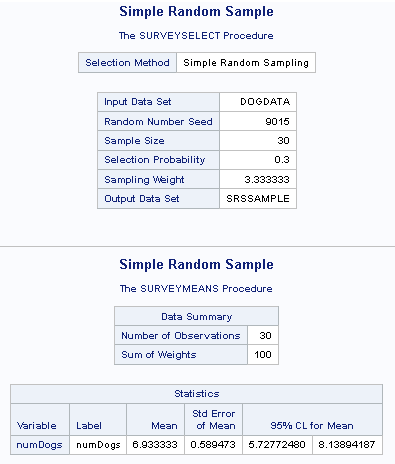 Simple Random Sample
The SURVEYSELECT Procedure
Selection Method Simple Random Sampling
Input Data Set DOGDATA
Random Number Seed 9015
Sample Size 30
Selection Probability 0.3
Sampling Weight 3.333333
Output Data Set SRSSAMPLE
Simple Random Sample
The SURVEYMEANS Procedure
Data Summary
Number of Observations 30
Sum of Weights 100
Statistics
Variable Label Mean Std Error of Mean 95% CL for Mean
numDogs numDogs 6.933333 0.589473 5.72772480 8.13894187